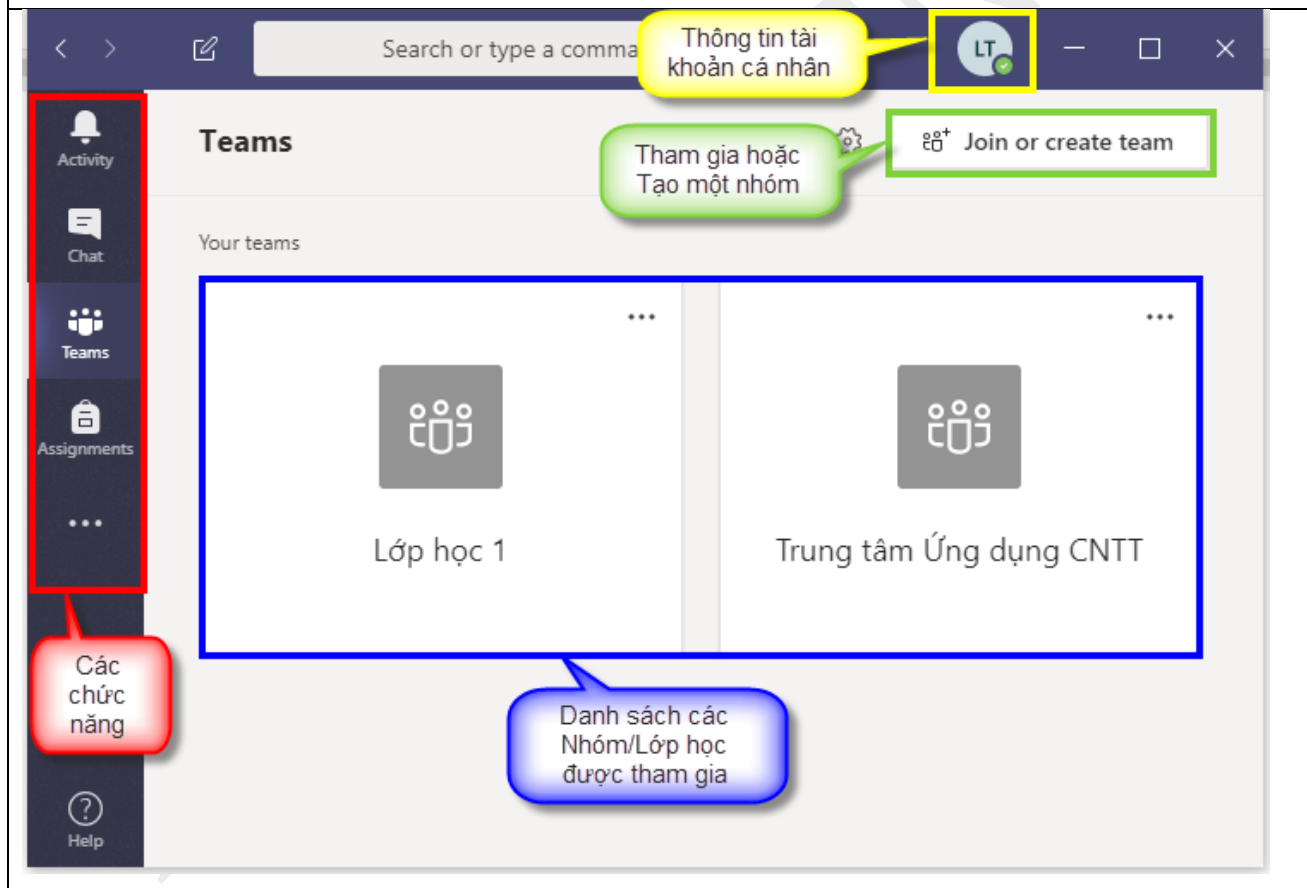 Search or type a comma
Thông tin tài
khoản cá nhân
LT
Activity
Teams
Tham gia hoặc
Tạo một nhóm
Join or create team
Chat
Your teams
Teams
Assignments
Lớp học 1
Trung tâm Ứng dụng CNTT
Các
chức
năng
Danh sách các
Nhóm/Lớp học
được tham gia
Help